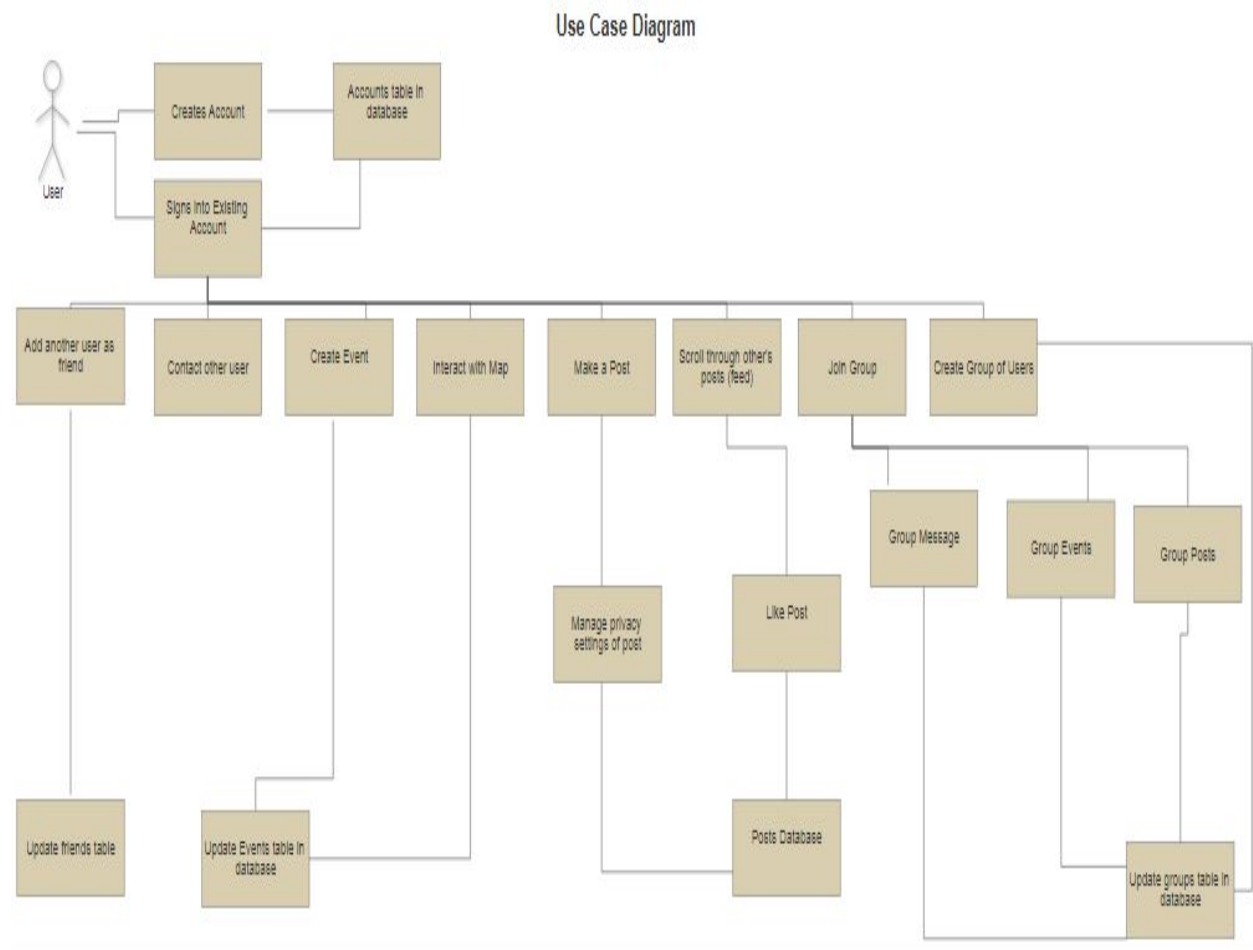 Use Case Diagram
User
Creates Account
Accounts table in
database
Signs into Existing
Account
Add another user as
friend
Contact other user
Create Event
Interact with Map
Make a Post
Scroll through other's
posts (feed)
Join Group
Create Group of Users
Group Message
Group Events
Group Posts
Manage privacy
settings of post
Like Post
Update friends table
Update Events table in
database
Posts Database
Update groups table in
database